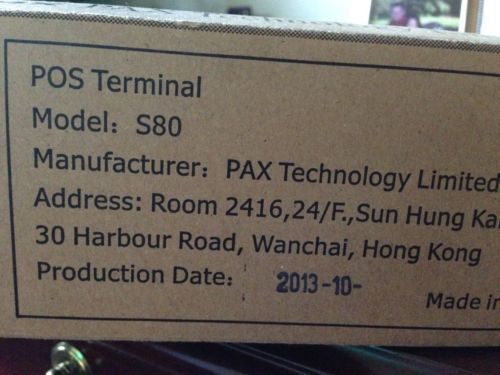 POS Terminal
Model: S80
Manufacturer: PAX Technology Limited
Address: Room 2416,24/F.,Sun Hung Ka
30 Harbour Road, Wanchai, Hong Kong
Production Date: 2013-10-
Made in